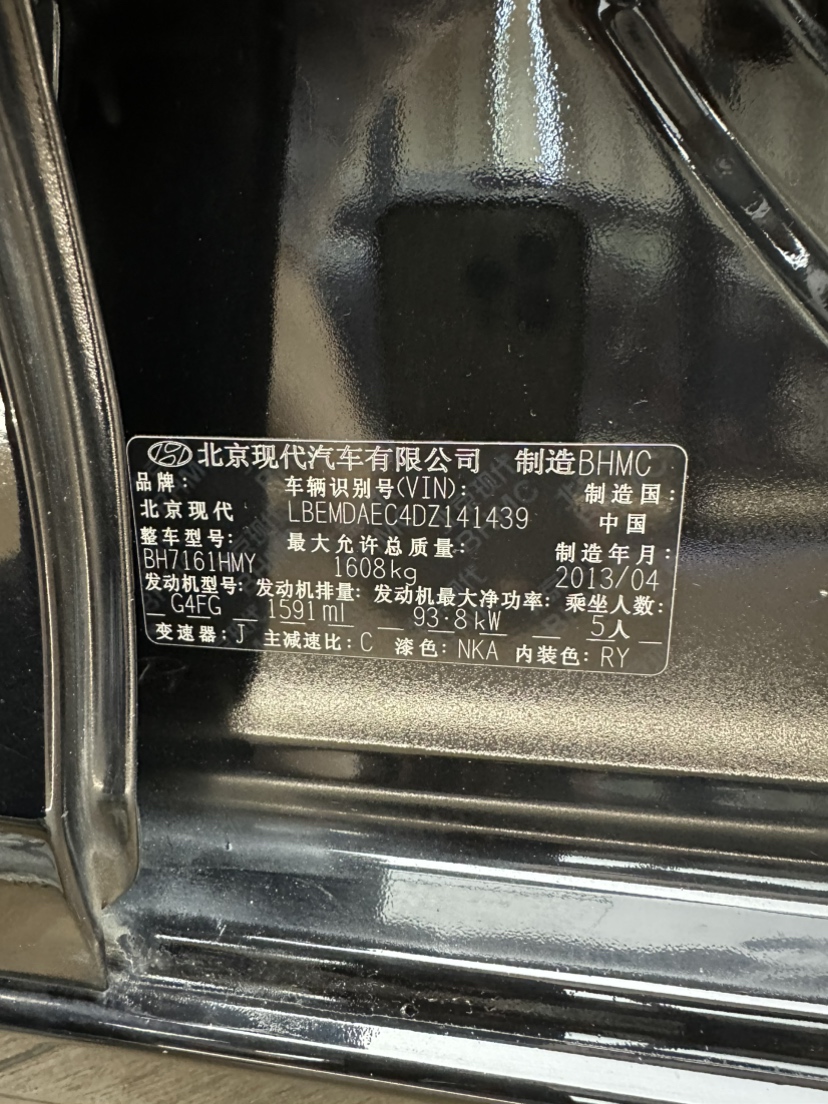 北京现代汽车有限公司 制造BHMC
品牌: 车辆识别号(VIN): 制造国:
北京现代 LBEMDAEC4DZ141439 中国
整车型号: 最大允许总质量: 制造年月:
BH7161HMY 1608kg 2013/04
发动机型号: 发动机排量: 发动机最大净功率: 乘坐人数:
G4FG 1591ml 93.8kW 5人
变速器: J 主减速比: C 漆色: NKA 内装色: RY